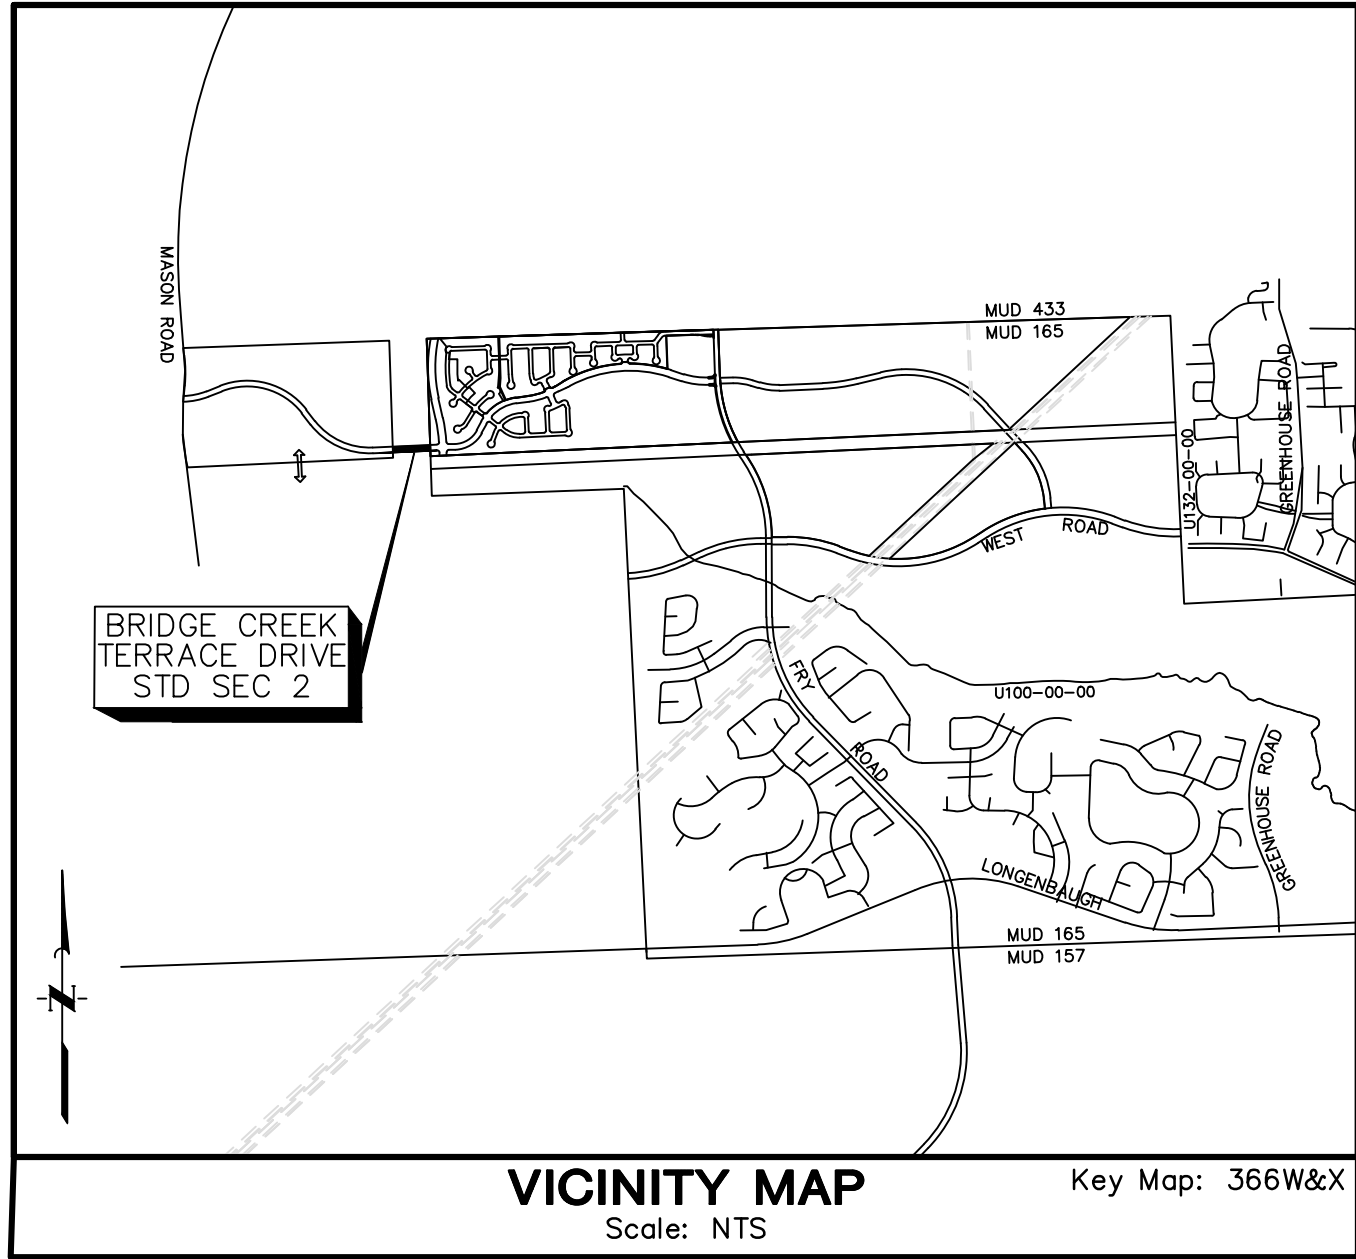 MASON ROAD
MUD 433
MUD 165
GREENHOUSE ROAD
U132-00-00
WEST ROAD
BRIDGE CREEK
TERRACE DRIVE
STD SEC 2
FRY ROAD
U100-00-00
GREENHOUSE ROAD
LONGENBAUGH
MUD 165
MUD 157
N
VICINITY MAP
Scale: NTS
Key Map: 366W&X